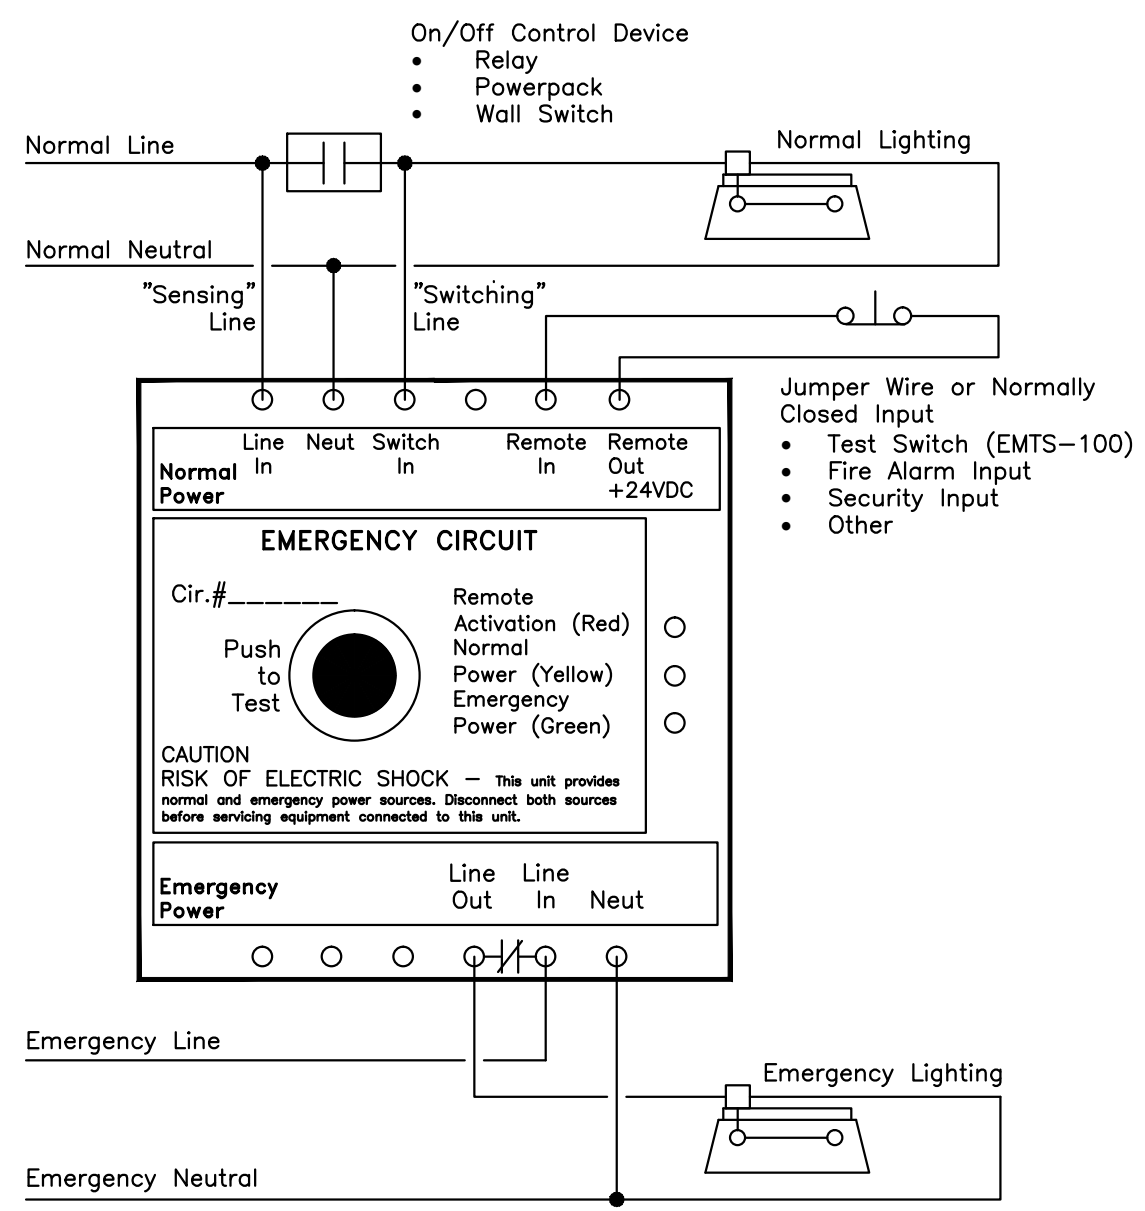 On/Off Control Device
• Relay
• Powerpack
• Wall Switch
Normal Line
Normal Lighting
Normal Neutral
"Sensing"
Line
"Switching"
Line
Jumper Wire or Normally
Closed Input
• Test Switch (EMTS-100)
• Fire Alarm Input
• Security Input
• Other
Line
In
Neut
Switch
In
Remote
In
Remote
Out
+24VDC
Normal
Power
EMERGENCY CIRCUIT
Cir.#______
Push
to
Test
Remote
Activation (Red)
Normal
Power (Yellow)
Emergency
Power (Green)
CAUTION
RISK OF ELECTRIC SHOCK — This unit provides
normal and emergency power sources. Disconnect both sources
before servicing equipment connected to this unit.
Emergency
Power
Line
Out
Line
In
Neut
Emergency Line
Emergency Lighting
Emergency Neutral